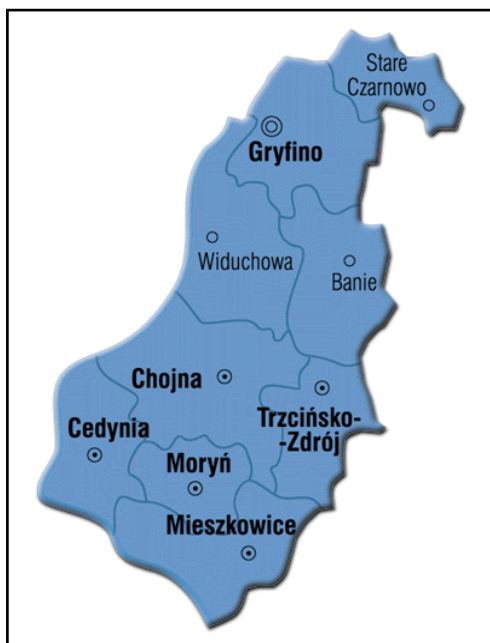 Stare
Czarnowo
Gryfino
Widuchowa
Banie
Chojna
Trzcińsko-
-Zdrój
Cedynia
Moryń
Mieszkowice